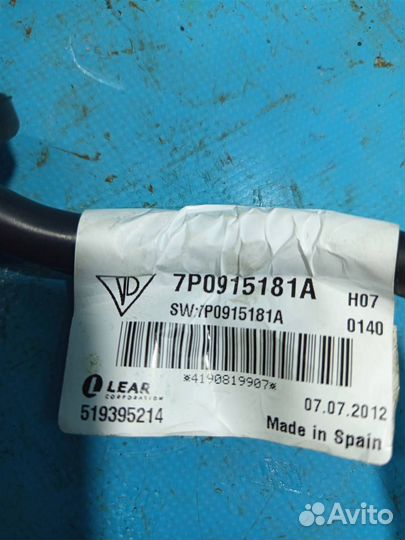 7P0915181A H07
SW:7P0915181A 0140
*4190819907*
LEAR
CORPORATION
07.07.2012
519395214
Made in Spain
Avito